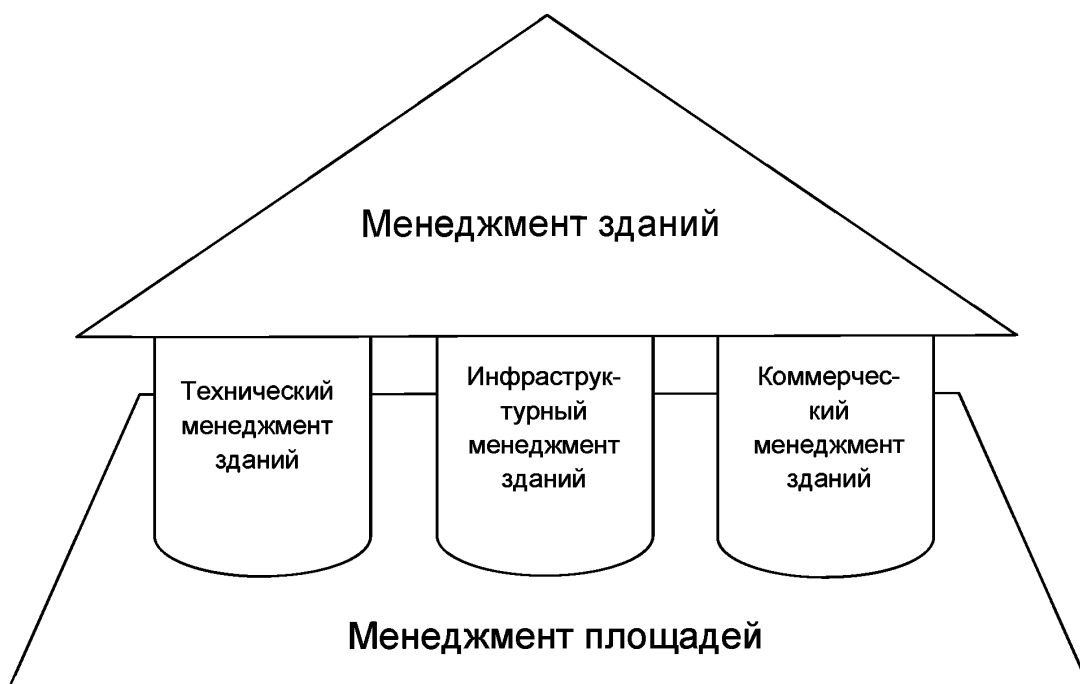 Менеджмент зданий
Технический
менеджмент
зданий
Инфраструк-
турный
менеджмент
зданий
Коммерчес-
кий
менеджмент
зданий
Менеджмент площадей